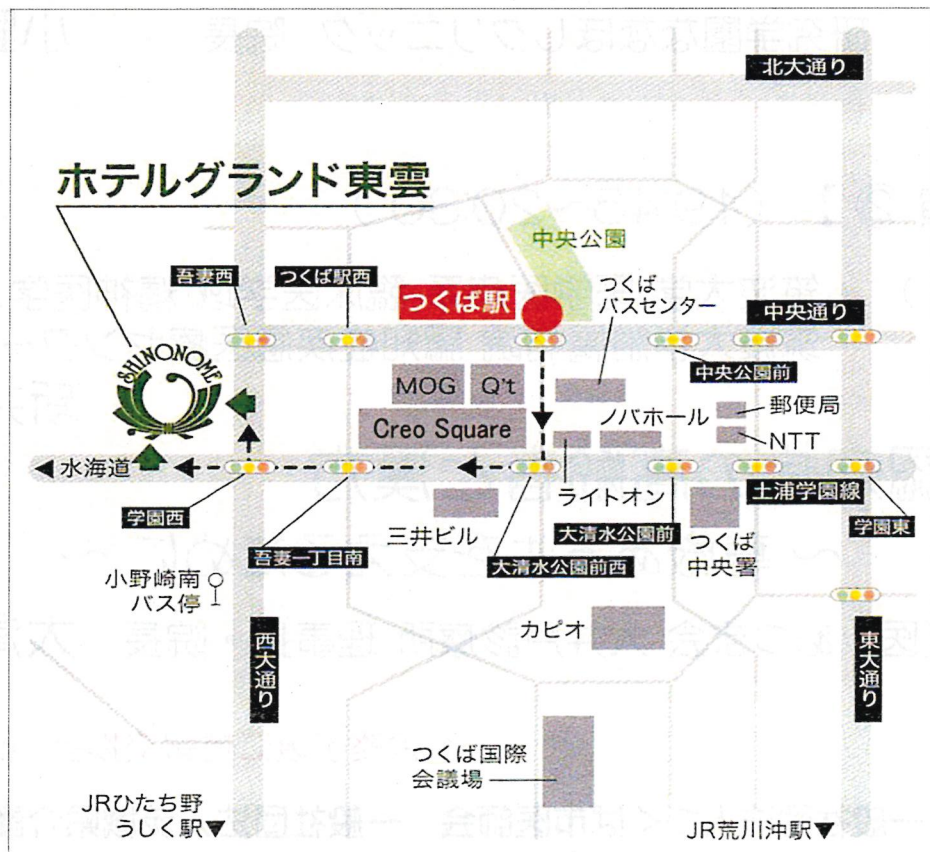 北大通り
ホテルグランド東雲
中央公園
吾妻西
つくば駅西
つくば駅
つくば
バスセンター
中央通り
SHINONOME
MOG
Q't
中央公園前
Creo Square
ノバホール
郵便局
NTT
水海道
土浦学園線
学園西
ライトオン
三井ビル
吾妻一丁目南
大清水公園前
大清水公園前西
つくば
中央署
学園東
小野崎南
バス停
カピオ
西大通り
東大通り
つくば国際
会議場
JRひたち野
うしく駅
JR荒川沖駅